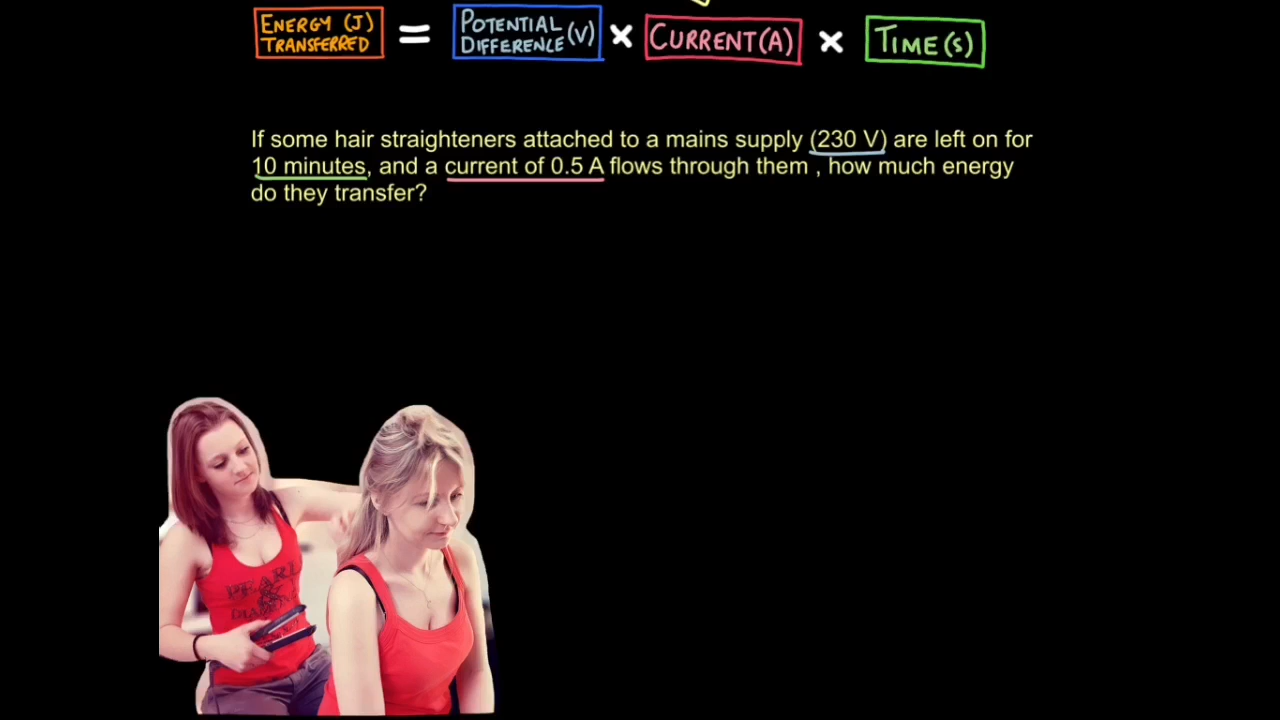 ENERGY (J) TRANSFERRED = POTENTIAL DIFFERENCE (V) × CURRENT (A) × TIME (s)
If some hair straighteners attached to a mains supply (230 V) are left on for
10 minutes, and a current of 0.5 A flows through them , how much energy
do they transfer?
PEARL
&